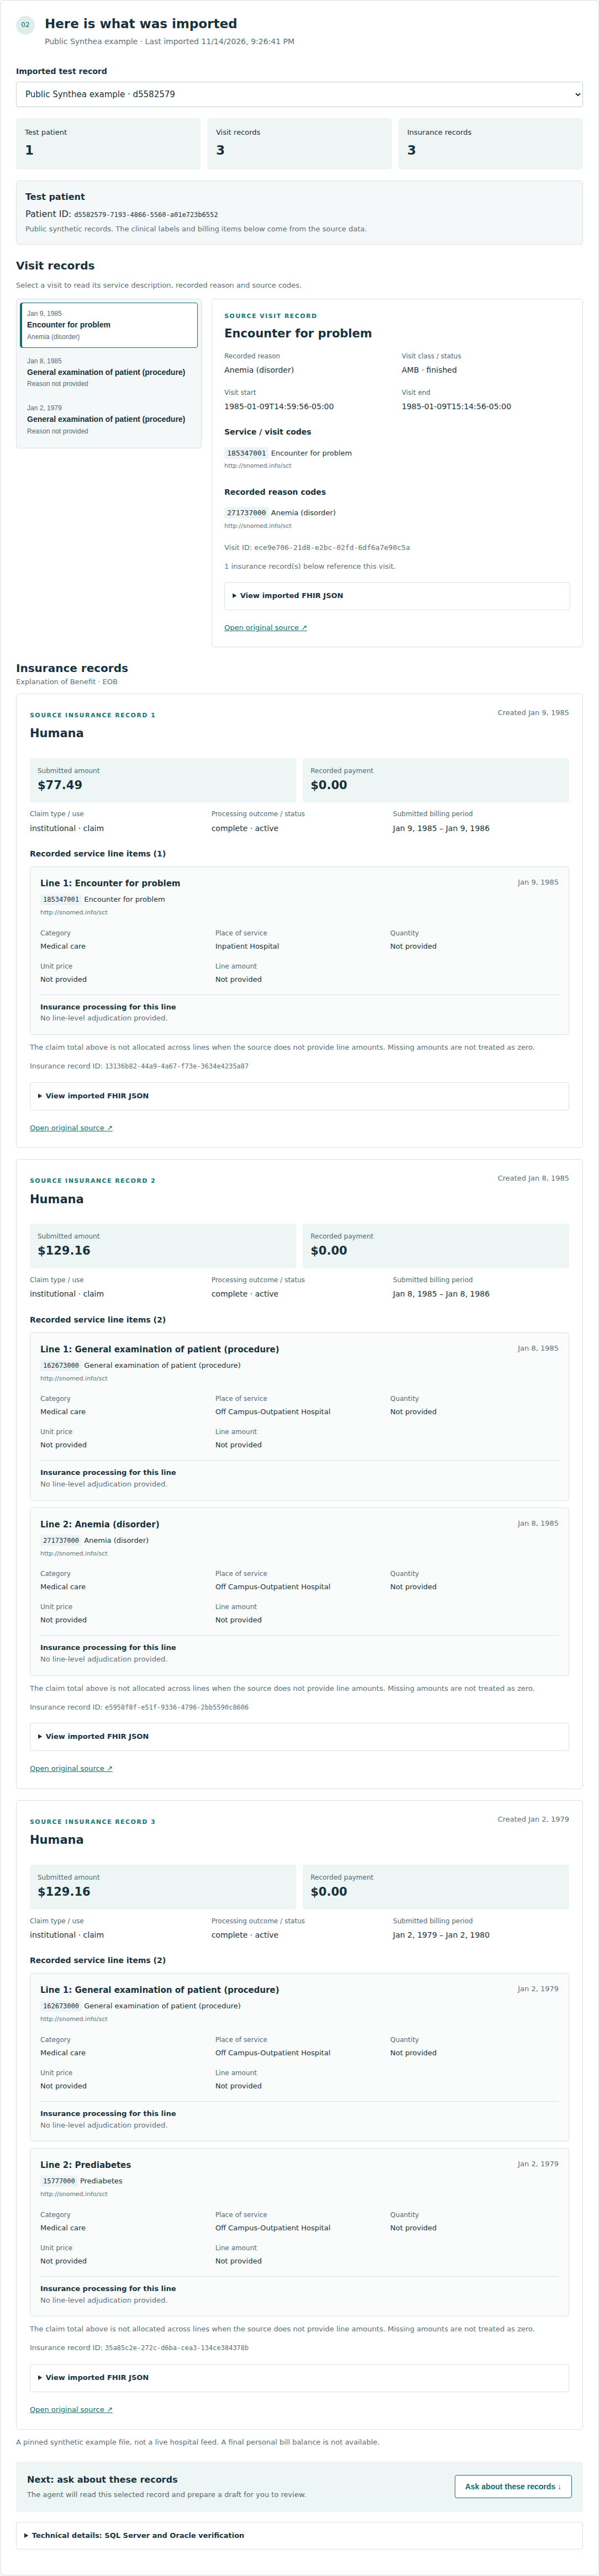 02
Here is what was imported
Public Synthea example · Last imported 11/14/2026, 9:26:41 PM
Imported test record
Public Synthea example · d5582579
Test patient
1
Visit records
3
Insurance records
3
Test patient
Patient ID: d5582579-7193-4866-5560-a01e723b6552
Public synthetic records. The clinical labels and billing items below come from the source data.
Visit records
Select a visit to read its service description, recorded reason and source codes.
Jan 9, 1985
Encounter for problem
Anemia (disorder)
Jan 8, 1985
General examination of patient (procedure)
Reason not provided
Jan 2, 1979
General examination of patient (procedure)
Reason not provided
SOURCE VISIT RECORD
Encounter for problem
Recorded reason
Anemia (disorder)
Visit class / status
AMB · finished
Visit start
1985-01-09T14:59:56-05:00
Visit end
1985-01-09T15:14:56-05:00
Service / visit codes
185347001 Encounter for problem
http://snomed.info/sct
Recorded reason codes
271737000 Anemia (disorder)
http://snomed.info/sct
Visit ID: ece9e706-21d8-e2bc-02fd-6df6a7e90c5a
1 insurance record(s) below reference this visit.
▶ View imported FHIR JSON
Open original source ↗
Insurance records
Explanation of Benefit · EOB
SOURCE INSURANCE RECORD 1
Created Jan 9, 1985
Humana
Submitted amount
$77.49
Recorded payment
$0.00
Claim type / use
institutional · claim
Processing outcome / status
complete · active
Submitted billing period
Jan 9, 1985 – Jan 9, 1986
Recorded service line items (1)
Line 1: Encounter for problem
Jan 9, 1985
185347001 Encounter for problem
http://snomed.info/sct
Category
Medical care
Place of service
Inpatient Hospital
Quantity
Not provided
Unit price
Not provided
Line amount
Not provided
Insurance processing for this line
No line-level adjudication provided.
The claim total above is not allocated across lines when the source does not provide line amounts. Missing amounts are not treated as zero.
Insurance record ID: 13136b82-44a9-4a67-f73e-3634e4235a87
▶ View imported FHIR JSON
Open original source ↗
SOURCE INSURANCE RECORD 2
Created Jan 8, 1985
Humana
Submitted amount
$129.16
Recorded payment
$0.00
Claim type / use
institutional · claim
Processing outcome / status
complete · active
Submitted billing period
Jan 8, 1985 – Jan 8, 1986
Recorded service line items (2)
Line 1: General examination of patient (procedure)
Jan 8, 1985
162673000 General examination of patient (procedure)
http://snomed.info/sct
Category
Medical care
Place of service
Off Campus-Outpatient Hospital
Quantity
Not provided
Unit price
Not provided
Line amount
Not provided
Insurance processing for this line
No line-level adjudication provided.
Line 2: Anemia (disorder)
Jan 8, 1985
271737000 Anemia (disorder)
http://snomed.info/sct
Category
Medical care
Place of service
Off Campus-Outpatient Hospital
Quantity
Not provided
Unit price
Not provided
Line amount
Not provided
Insurance processing for this line
No line-level adjudication provided.
The claim total above is not allocated across lines when the source does not provide line amounts. Missing amounts are not treated as zero.
Insurance record ID: e5958f8f-e51f-9336-4796-2bb5590c8606
▶ View imported FHIR JSON
Open original source ↗
SOURCE INSURANCE RECORD 3
Created Jan 2, 1979
Humana
Submitted amount
$129.16
Recorded payment
$0.00
Claim type / use
institutional · claim
Processing outcome / status
complete · active
Submitted billing period
Jan 2, 1979 – Jan 2, 1980
Recorded service line items (2)
Line 1: General examination of patient (procedure)
Jan 2, 1979
162673000 General examination of patient (procedure)
http://snomed.info/sct
Category
Medical care
Place of service
Off Campus-Outpatient Hospital
Quantity
Not provided
Unit price
Not provided
Line amount
Not provided
Insurance processing for this line
No line-level adjudication provided.
Line 2: Prediabetes
Jan 2, 1979
15777000 Prediabetes
http://snomed.info/sct
Category
Medical care
Place of service
Off Campus-Outpatient Hospital
Quantity
Not provided
Unit price
Not provided
Line amount
Not provided
Insurance processing for this line
No line-level adjudication provided.
The claim total above is not allocated across lines when the source does not provide line amounts. Missing amounts are not treated as zero.
Insurance record ID: 35a85c2e-272c-d6ba-cea3-134ce384378b
▶ View imported FHIR JSON
Open original source ↗
A pinned synthetic example file, not a live hospital feed. A final personal bill balance is not available.
Next: ask about these records
The agent will read this selected record and prepare a draft for you to review.
Ask about these records ↓
▶ Technical details: SQL Server and Oracle verification